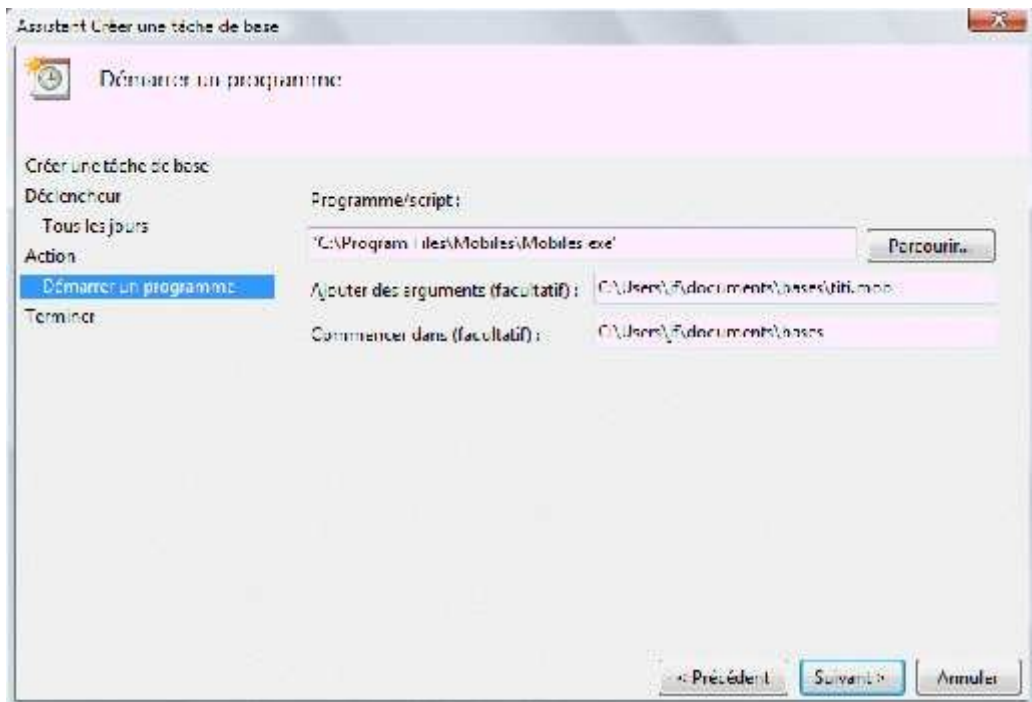 Assistant Créer une tâche de base
Démarrer un programme
Créer une tâche de base
Déclencheur
Tous les jours
Action
Démarrer un programme
Terminer
Programme/script :
"C:\Program Files\Mobiles\Mobiles.exe"
Parcourir...
Ajouter des arguments (facultatif) :
C:\Users\jf\documents\bases\titi.mob
Commencer dans (facultatif) :
C:\Users\jf\documents\bases
< Précédent
Suivant >
Annuler